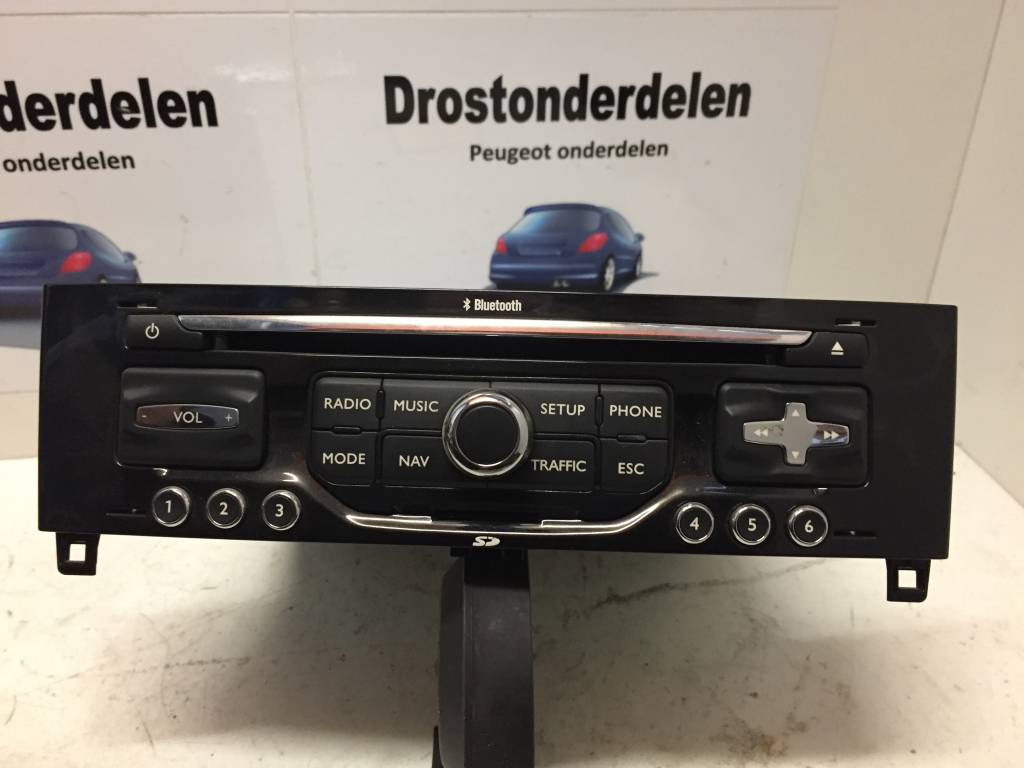 derdelen
onderdelen
Drostonderdelen
Peugeot onderdelen
Bluetooth
RADIO MUSIC SETUP PHONE
- VOL +
MODE NAV TRAFFIC ESC
1 2 3 4 5 6
SD